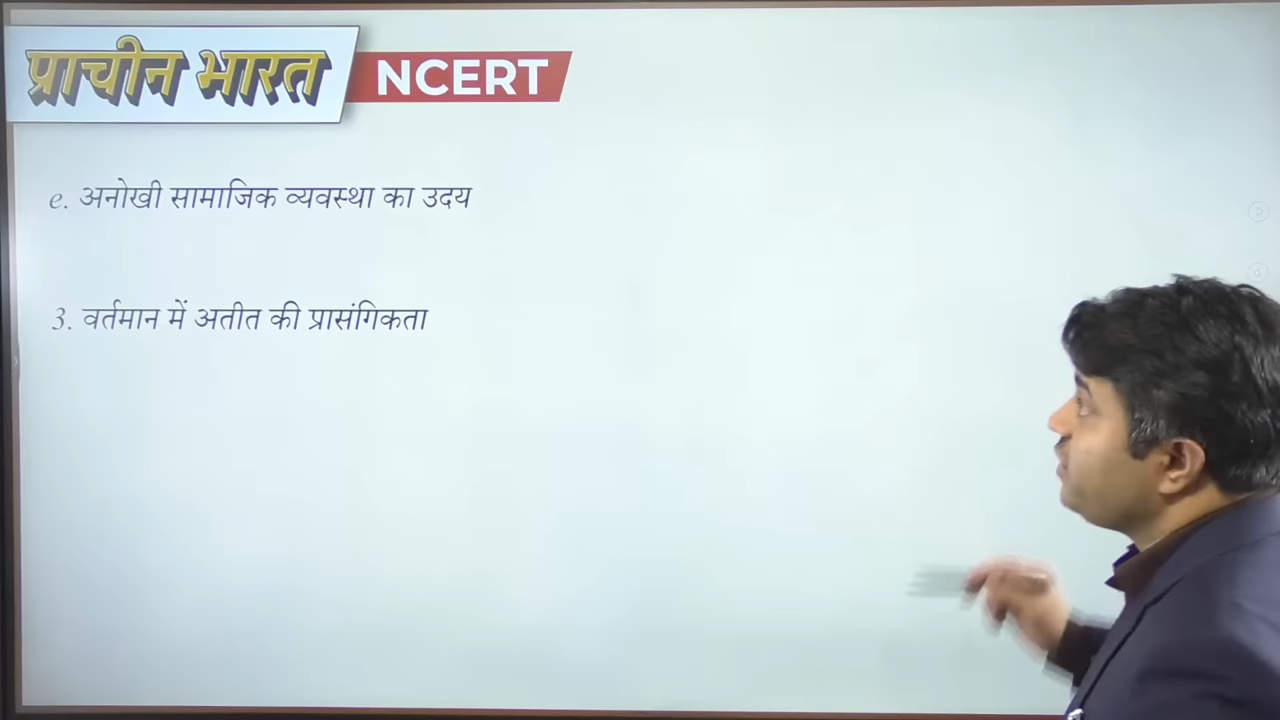 प्राचीन भारत NCERT
e. अनोखी सामाजिक व्यवस्था का उदय
3. वर्तमान में अतीत की प्रासंगिकता